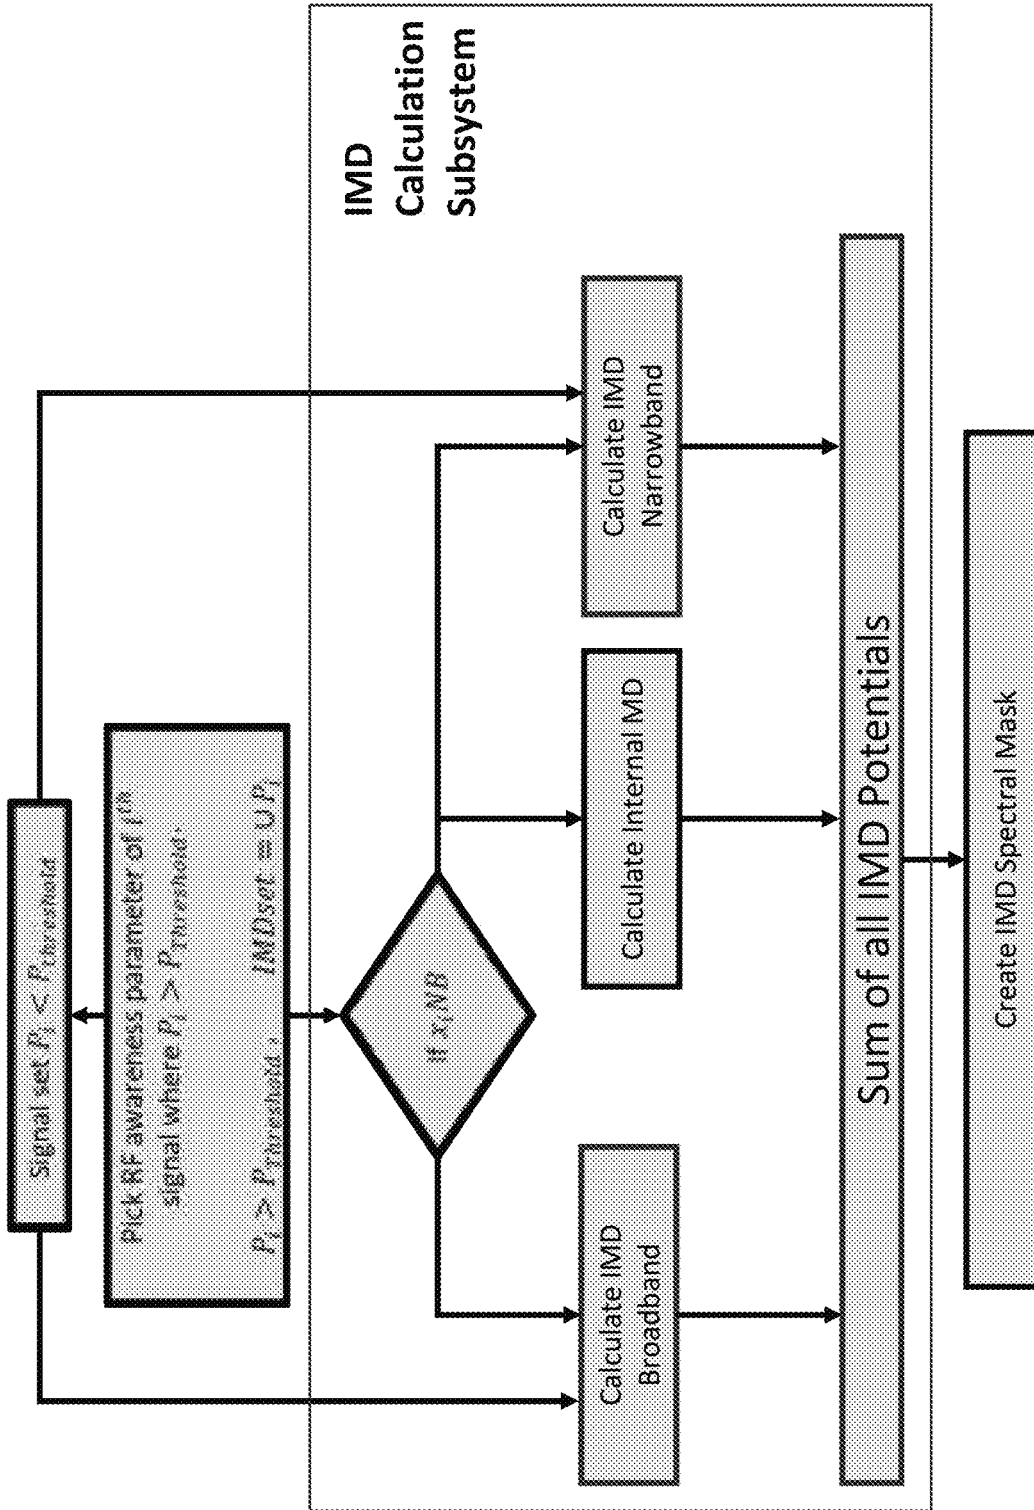 Signal set P_i < P_threshold
Pick RF awareness parameter of i^th
signal where P_i > P_Threshold.
P_i > P_Threshold, IMDset = ∪ P_i
IMD
Calculation
Subsystem
if x_i NB
Calculate IMD
Broadband
Calculate Internal MD
Calculate IMD
Narrowband
Sum of all IMD Potentials
Create IMD Spectral Mask